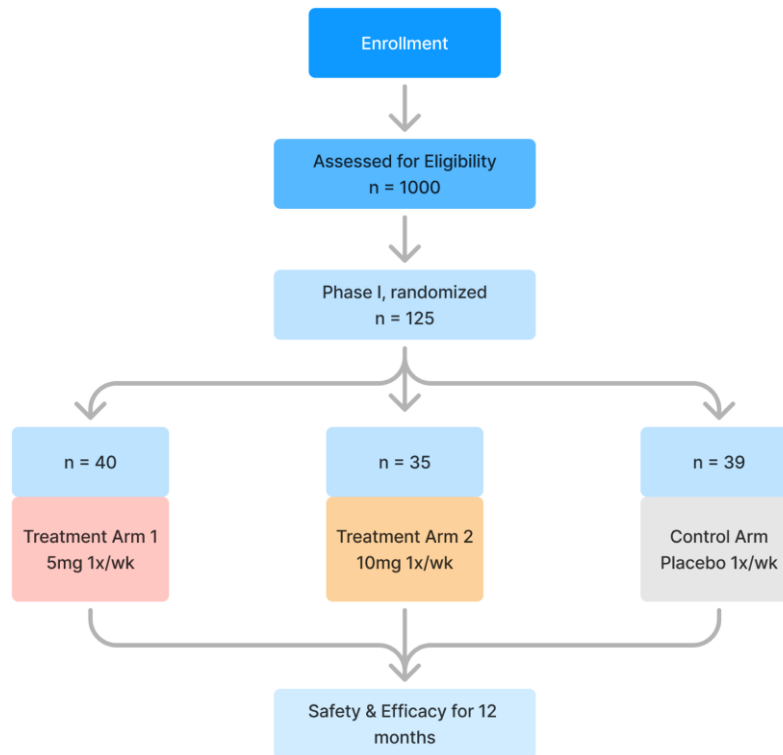 Enrollment
Assessed for Eligibility
n = 1000
Phase I, randomized
n = 125
n = 40
Treatment Arm 1
5mg 1x/wk
n = 35
Treatment Arm 2
10mg 1x/wk
n = 39
Control Arm
Placebo 1x/wk
Safety & Efficacy for 12
months